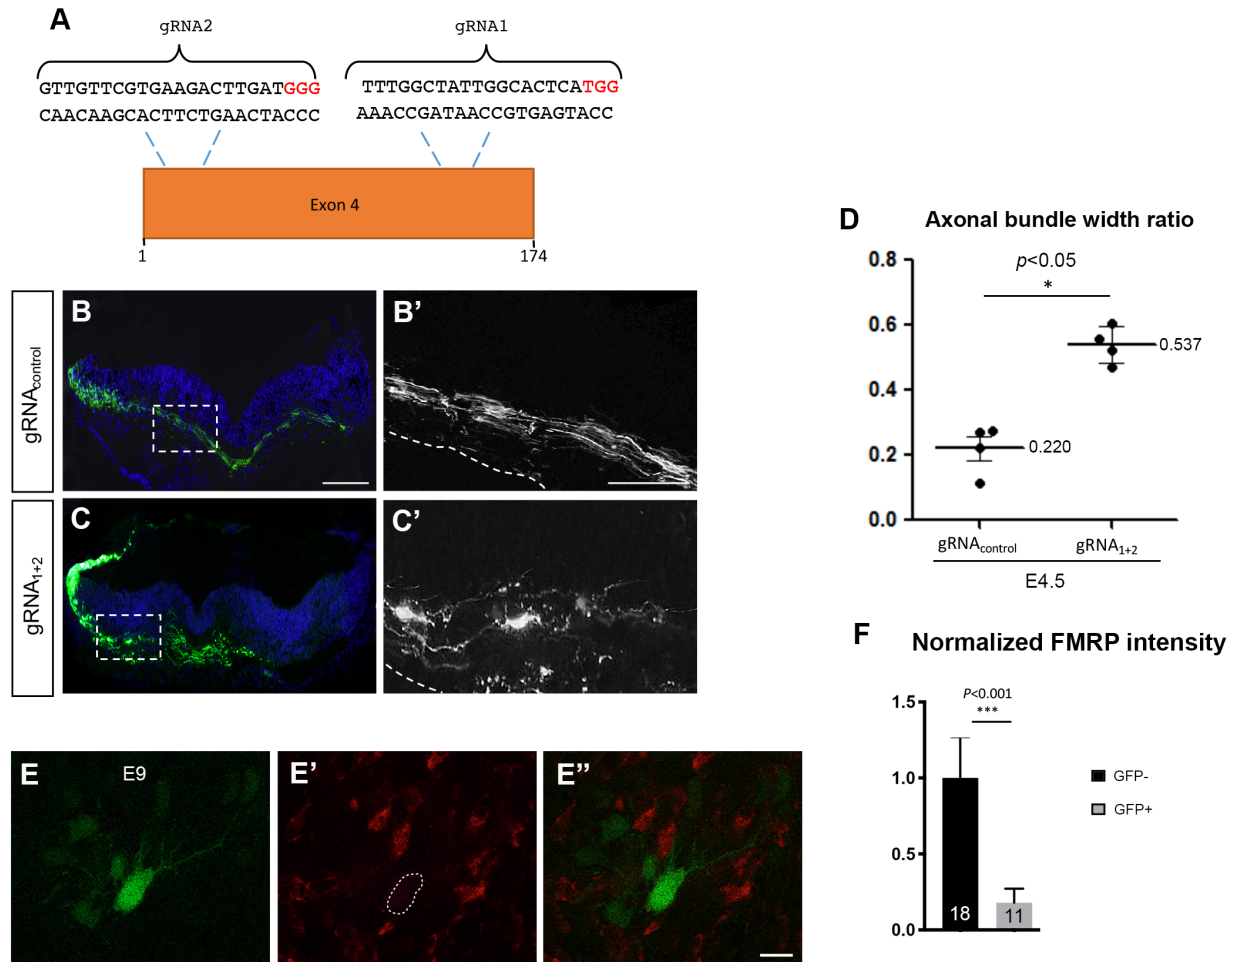 A
gRNA2
gRNA1
GTTGTTCGTGAAGACTTGATGGG
TTTGGCTATTGGCACTCATGG
CAACAAGCACTTCTGAACTACCC
AAACCGATAACCGTGAGTACC
Exon 4
1
174
gRNAcontrol
B
B’
gRNA1+2
C
C’
D
Axonal bundle width ratio
p<0.05
*
0.8
0.6
0.4
0.2
0.0
0.537
0.220
gRNAcontrol
gRNA1+2
E4.5
E
E9
E’
E”
F
Normalized FMRP intensity
P<0.001
***
1.5
1.0
0.5
0.0
18
11
GFP-
GFP+